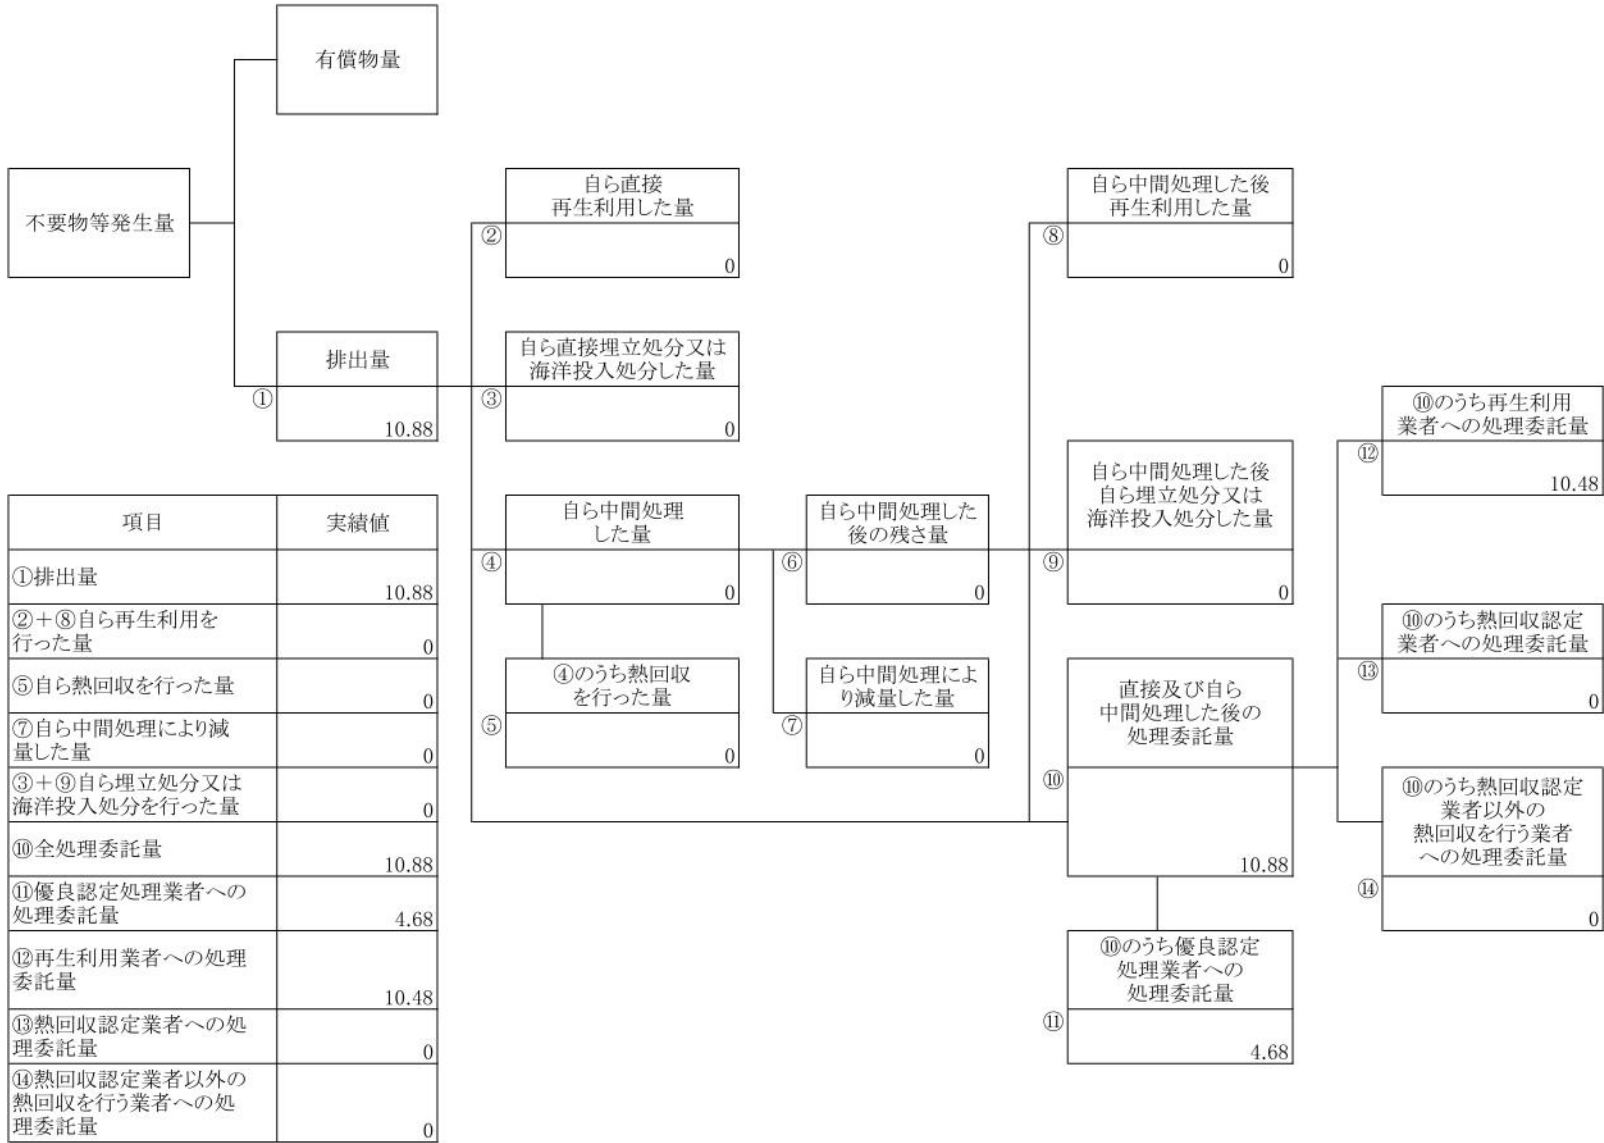 有償物量
不要物等発生量
排出量
①
10.88
自ら直接
再生利用した量
②
0
自ら直接埋立処分又は
海洋投入処分した量
③
0
自ら中間処理
した量
④
0
④のうち熱回収
を行った量
⑤
0
自ら中間処理した
後の残さ量
⑥
0
自ら中間処理によ
り減量した量
⑦
0
自ら中間処理した後
再生利用した量
⑧
0
自ら中間処理した後
自ら埋立処分又は
海洋投入処分した量
⑨
0
直接及び自ら
中間処理した後の
処理委託量
⑩
10.88
⑩のうち優良認定
処理業者への
処理委託量
⑪
4.68
⑩のうち再生利用
業者への処理委託量
⑫
10.48
⑩のうち熱回収認定
業者への処理委託量
⑬
0
⑩のうち熱回収認定
業者以外の
熱回収を行う業者
への処理委託量
⑭
0
項目 実績値
①排出量
10.88
②＋⑧自ら再生利用を
行った量
0
⑤自ら熱回収を行った量
0
⑦自ら中間処理により減
量した量
0
③＋⑨自ら埋立処分又は
海洋投入処分を行った量
0
⑩全処理委託量
10.88
⑪優良認定処理業者への
処理委託量
4.68
⑫再生利用業者への処理
委託量
10.48
⑬熱回収認定業者への処
理委託量
0
⑭熱回収認定業者以外の
熱回収を行う業者への処
理委託量
0